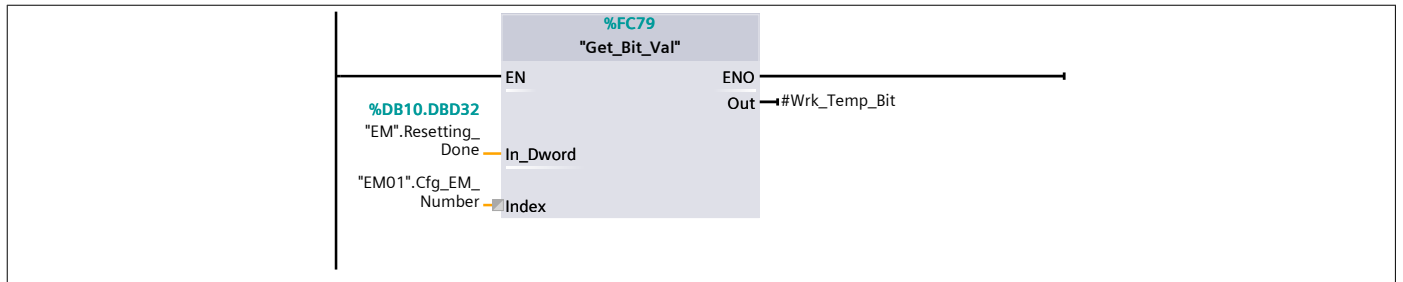 %FC79
"Get_Bit_Val"
EN
ENO
Out
#Wrk_Temp_Bit
%DB10.DBD32
"EM".Resetting_
Done
In_Dword
"EM01".Cfg_EM_
Number
Index